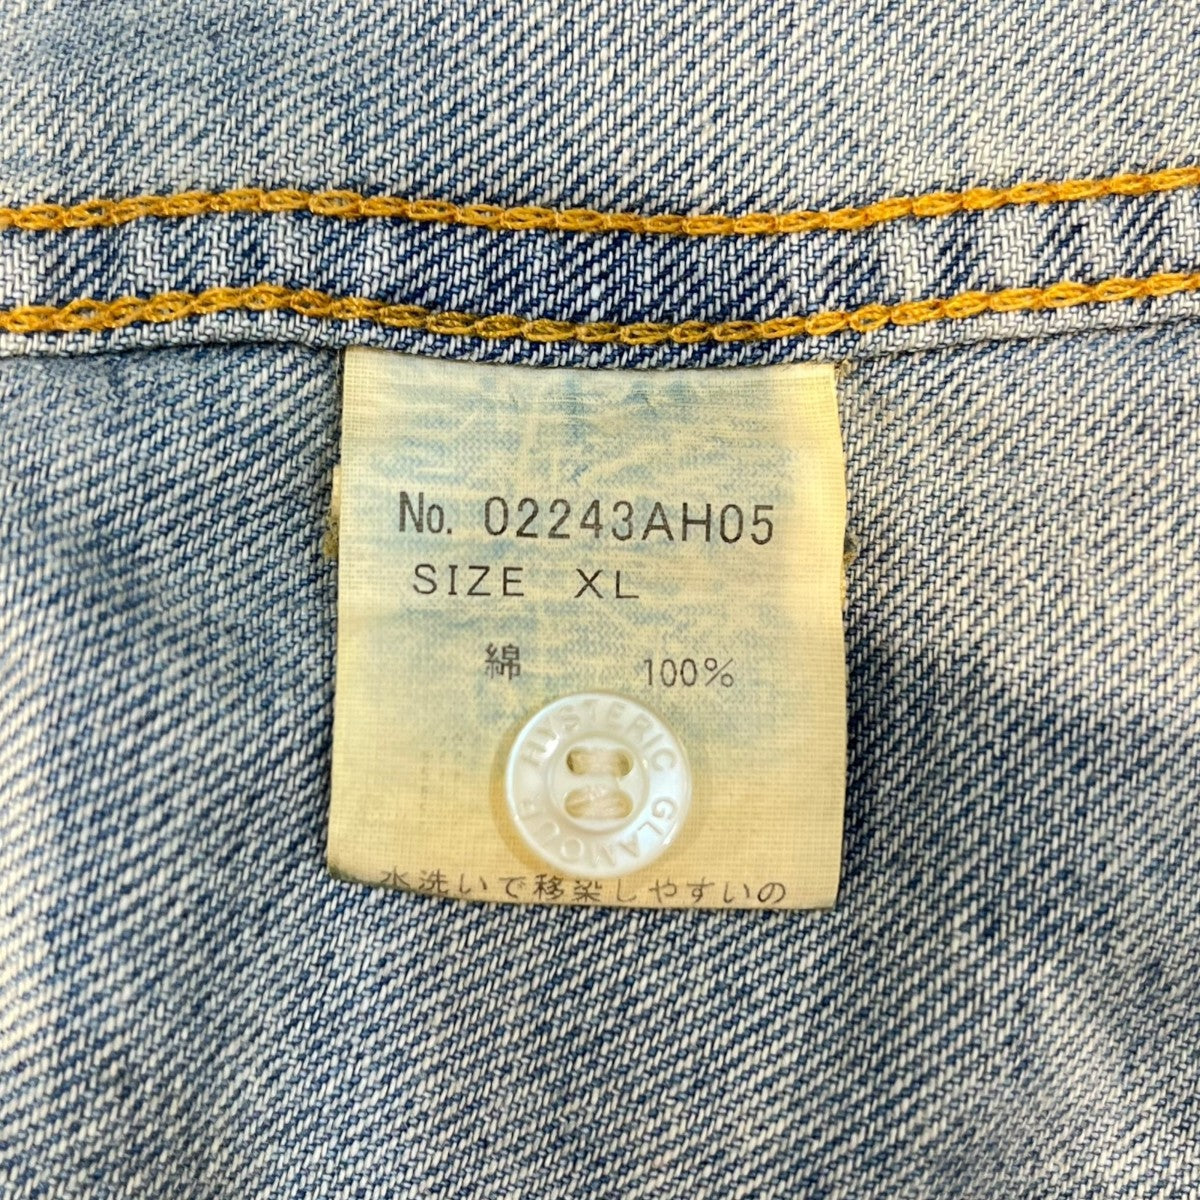 No. 02243AH05
SIZE XL
綿 100%
HYSTERIC GLAMOUR
水洗いで移染しやすいの